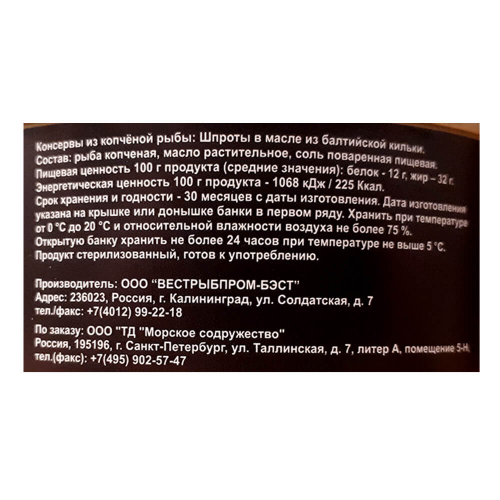 Консервы из копчёной рыбы: Шпроты в масле из балтийской кильки.
Состав: рыба копченая, масло растительное, соль поваренная пищевая.
Пищевая ценность 100 г продукта (средние значения): белок - 12 г, жир – 32 г.
Энергетическая ценность 100 г продукта - 1068 кДж / 225 Ккал.
Срок хранения и годности - 30 месяцев с даты изготовления. Дата изготовления
указана на крышке или донышке банки в первом ряду. Хранить при температуре
от 0 °С до 20 °С и относительной влажности воздуха не более 75 %.
Открытую банку хранить не более 24 часов при температуре не выше 5 °С.
Продукт стерилизованный, готов к употреблению.
Производитель: ООО "ВЕСТРЫБПРОМ-БЭСТ"
Адрес: 236023, Россия, г. Калининград, ул. Солдатская, д. 7
тел./факс: +7(4012) 99-22-18
По заказу: ООО "ТД "Морское содружество"
Россия, 195196, г. Санкт-Петербург, ул. Таллинская, д. 7, литер А, помещение 5-Н,
тел.(факс): +7(495) 902-57-47